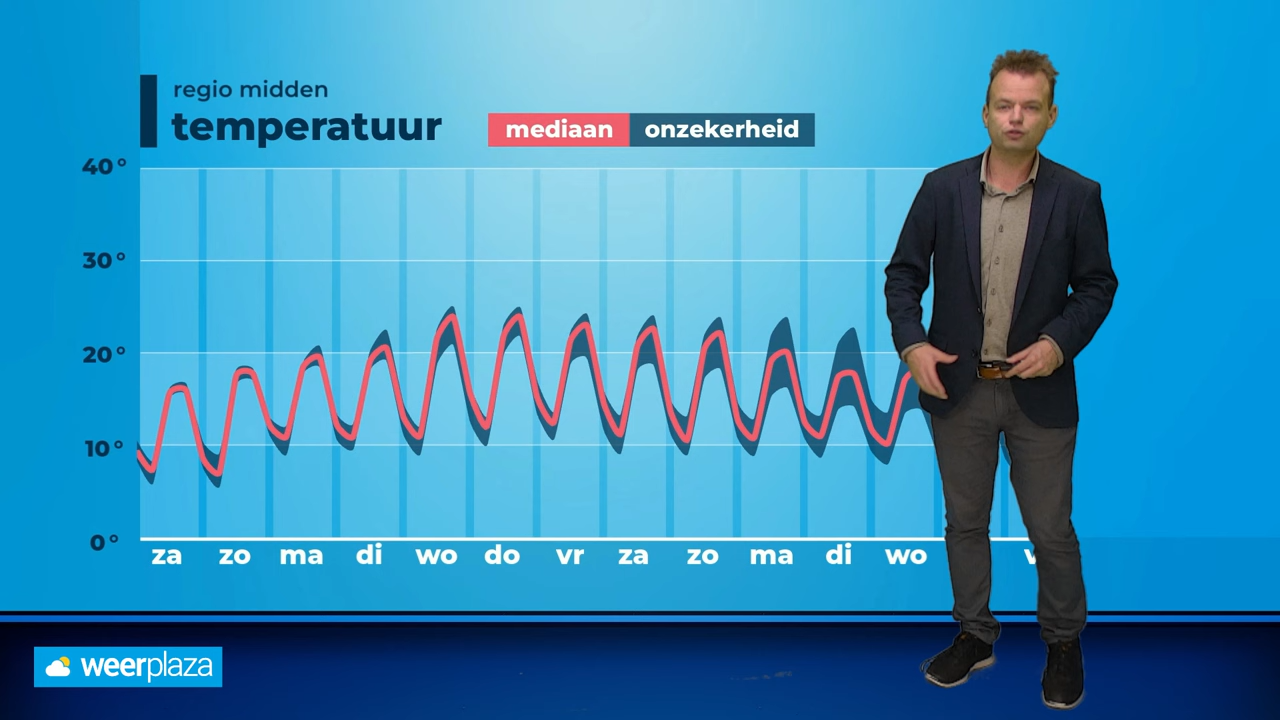 regio midden
temperatuur
mediaan onzekerheid
40°
30°
20°
10°
0°
za zo ma di wo do vr za zo ma di wo
weerplaza